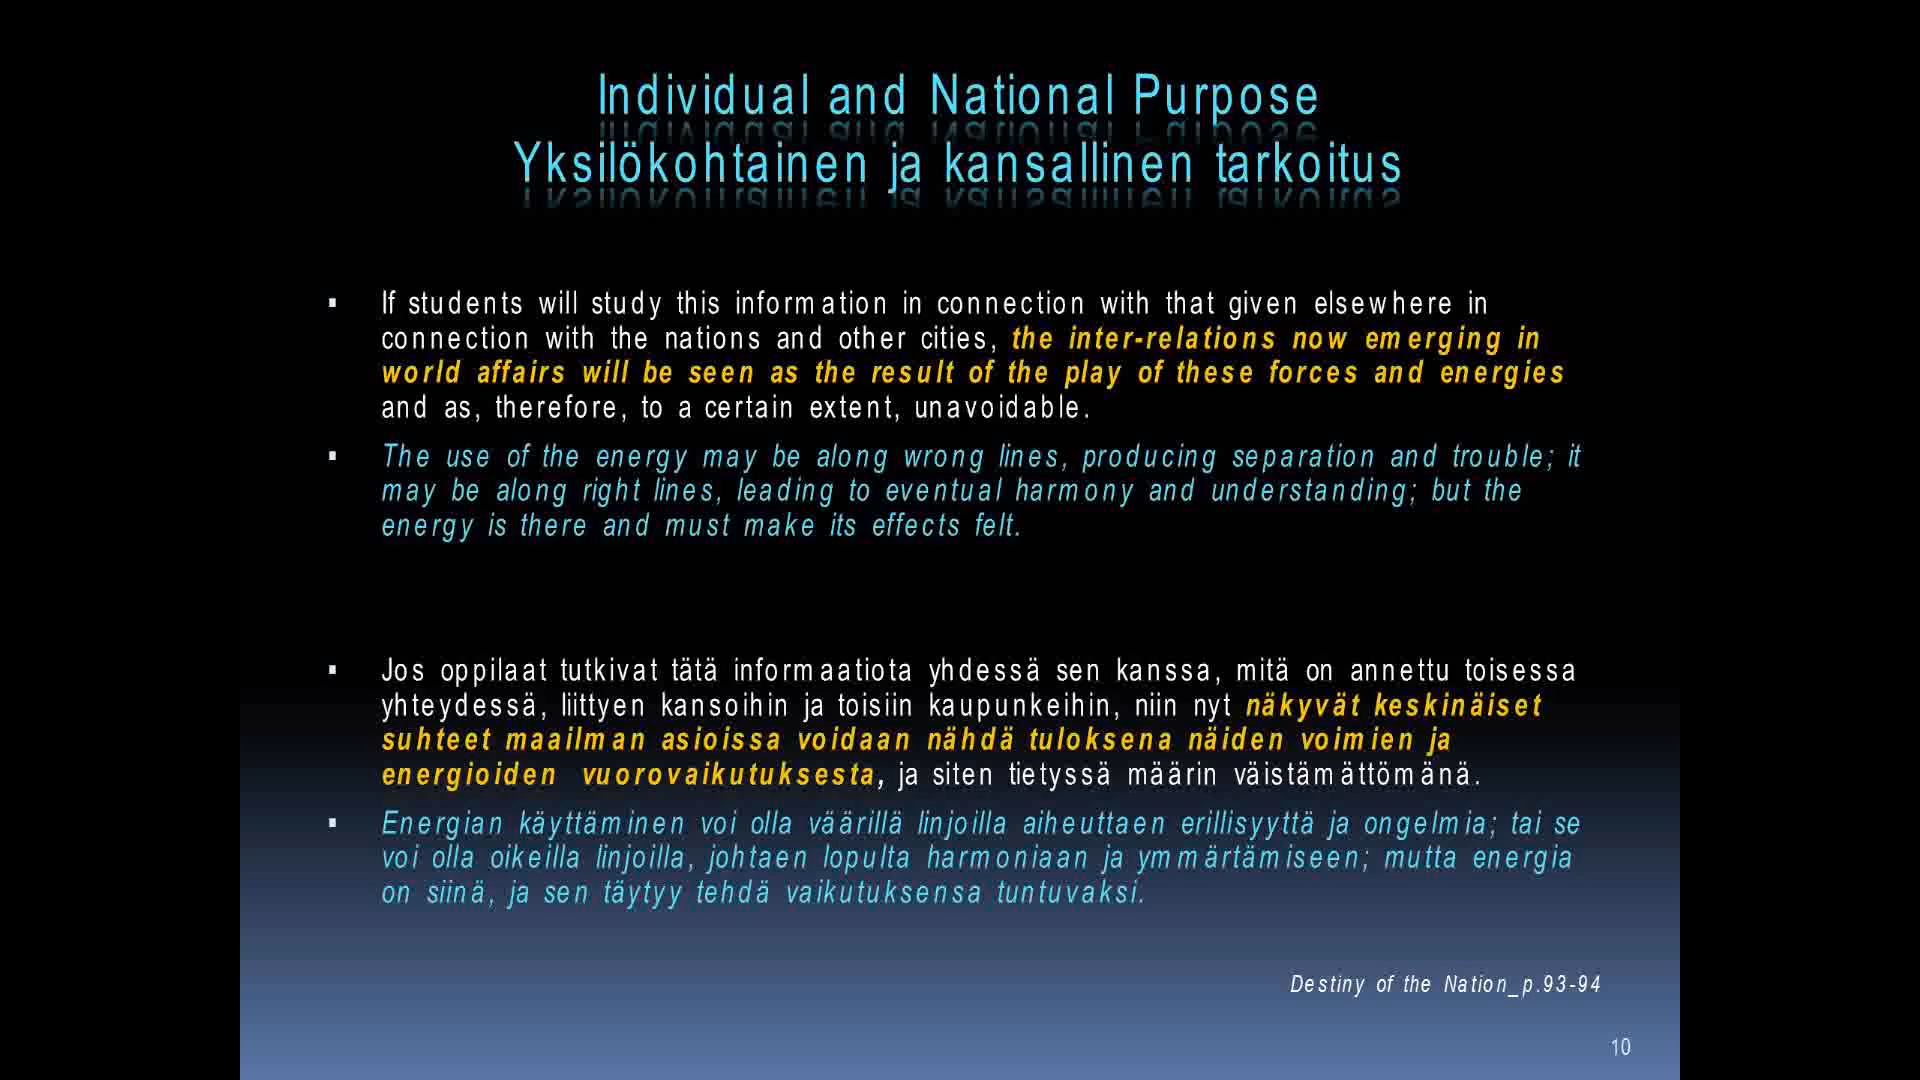 Individual and National Purpose
Yksilökohtainen ja kansallinen tarkoitus
▪ If students will study this information in connection with that given elsewhere in
connection with the nations and other cities, the inter-relations now emerging in
world affairs will be seen as the result of the play of these forces and energies
and as, therefore, to a certain extent, unavoidable.
▪ The use of the energy may be along wrong lines, producing separation and trouble; it
may be along right lines, leading to eventual harmony and understanding; but the
energy is there and must make its effects felt.
▪ Jos oppilaat tutkivat tätä informaatiota yhdessä sen kanssa, mitä on annettu toisessa
yhteydessä, liittyen kansoihin ja toisiin kaupunkeihin, niin nyt näkyvät keskinäiset
suhteet maailman asioissa voidaan nähdä tuloksena näiden voimien ja
energioiden vuorovaikutuksesta, ja siten tietyssä määrin väistämättömänä.
▪ Energian käyttäminen voi olla väärillä linjoilla aiheuttaen erillisyyttä ja ongelmia; tai se
voi olla oikeilla linjoilla, johtaen lopulta harmoniaan ja ymmärtämiseen; mutta energia
on siinä, ja sen täytyy tehdä vaikutuksensa tuntuvaksi.
Destiny of the Nation_p.93-94
10